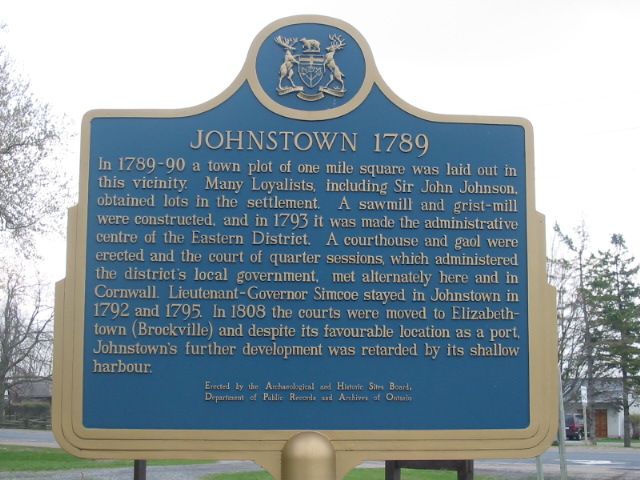 JOHNSTOWN 1789
In 1789-90 a town plot of one mile square was laid out in
this vicinity. Many Loyalists, including Sir John Johnson,
obtained lots in the settlement. A sawmill and grist-mill
were constructed, and in 1793 it was made the administrative
centre of the Eastern District. A courthouse and gaol were
erected and the court of quarter sessions, which administered
the district's local government, met alternately here and in
Cornwall. Lieutenant-Governor Simcoe stayed in Johnstown in
1792 and 1795. In 1808 the courts were moved to Elizabeth-
town (Brockville) and despite its favourable location as a port,
Johnstown's further development was retarded by its shallow
harbour.
Erected by the Archaeological and Historic Sites Board,
Department of Public Records and Archives of Ontario